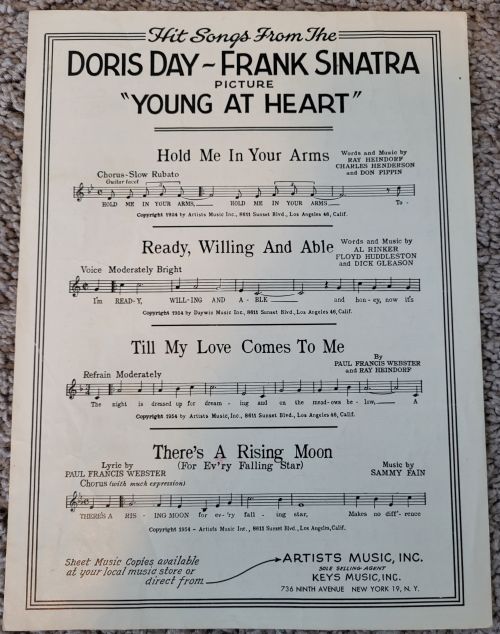 Hit Songs From The
DORIS DAY ~ FRANK SINATRA
PICTURE
"YOUNG AT HEART"
Hold Me In Your Arms
Words and Music by
RAY HEINDORF
CHARLES HENDERSON
and DON PIPPIN
Chorus-Slow Rubato
Guitar tacet
HOLD ME IN YOUR ARMS, HOLD ME IN YOUR ARMS To -
Copyright 1954 by Artists Music Inc., 8611 Sunset Blvd., Los Angeles 46, Calif.
Ready, Willing And Able
Words and Music by
AL RINKER
FLOYD HUDDLESTON
and DICK GLEASON
Voice Moderately Bright
I'm READ-Y, WILL-ING AND A-BLE and hon-ey, now it's
Copyright 1954 by Daywin Music Inc., 8611 Sunset Blvd., Los Angeles 46, Calif.
Till My Love Comes To Me
By
PAUL FRANCIS WEBSTER
and RAY HEINDORF
Refrain Moderately
The night is dressed up for dream-ing and on the mead-ows be-low, A
Copyright 1954 by Artists Music, Inc., 8611 Sunset Blvd., Los Angeles 46, Calif.
There's A Rising Moon
(For Ev'ry Falling Star)
Lyric by
PAUL FRANCIS WEBSTER
Music by
SAMMY FAIN
Chorus (with much expression)
THERE'S A RIS-ING MOON for ev-'ry fall-ing star, Makes no diff'-rence
Copyright 1954 - Artists Music, Inc., 8611 Sunset Blvd., Los Angeles, Calif.
Sheet Music Copies available
at your local music store or
direct from
ARTISTS MUSIC, INC.
SOLE SELLING AGENT
KEYS MUSIC, INC.
736 NINTH AVENUE NEW YORK 19, N. Y.